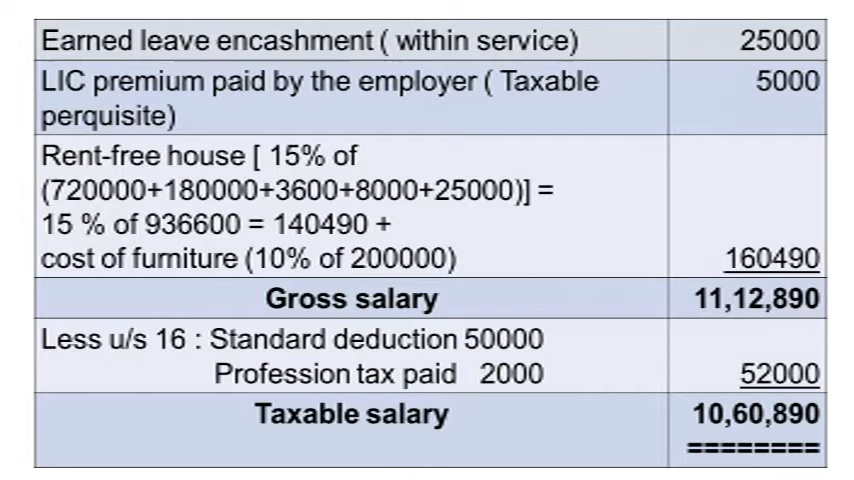 Earned leave encashment ( within service) 25000
LIC premium paid by the employer ( Taxable 5000
perquisite)
Rent-free house [ 15% of
(720000+180000+3600+8000+25000)] =
15 % of 936600 = 140490 +
cost of furniture (10% of 200000) 160490
Gross salary 11,12,890
Less u/s 16 : Standard deduction 50000
Profession tax paid 2000 52000
Taxable salary 10,60,890
========